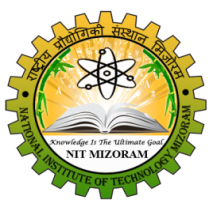 राष्ट्रीय प्रौद्योगिकी संस्थान मिज़ोरम
Knowledge Is The Ultimate Goal
NIT MIZORAM
NATIONAL INSTITUTE OF TECHNOLOGY MIZORAM